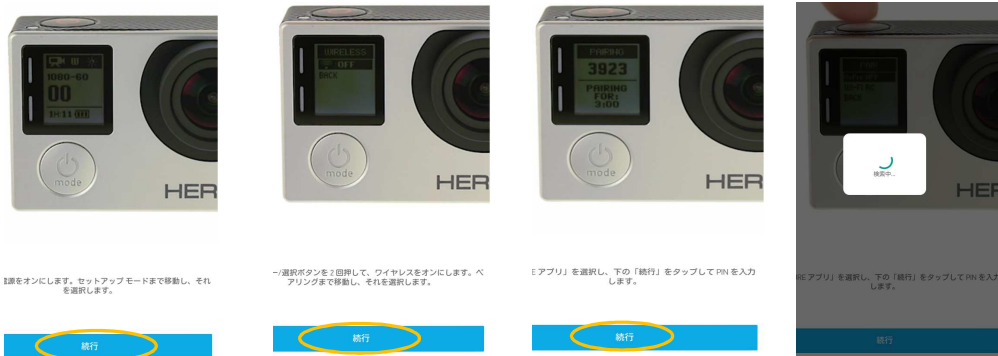 1080-60
00
1H:11
mode
HER
電源をオンにします。セットアップ モードまで移動し、それ
を選択します。
続行
WIRELESS
OFF
BACK
mode
HER
ー/選択ボタンを 2 回押して、ワイヤレスをオンにします。ペ
アリングまで移動し、それを選択します。
続行
PAIRING
3923
PAIRING
FOR:
3:00
mode
HER
E アプリ」を選択し、下の「続行」をタップして PIN を入力
します。
続行
検索中...
HEF
RE アプリ」を選択し、下の「続行」をタップして PIN を入力
します。
続行